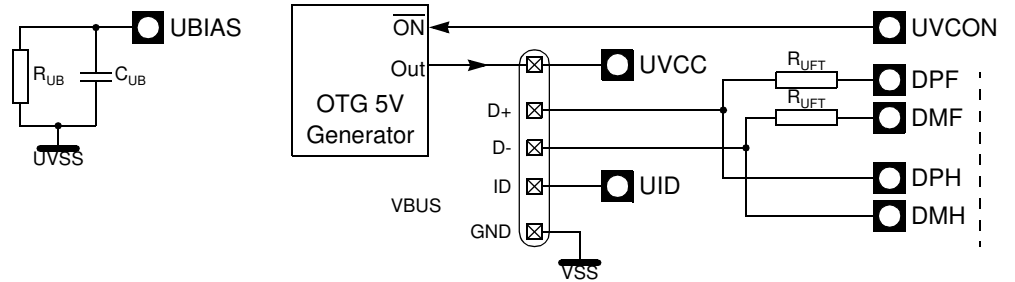 UBIAS
R_UB
C_UB
UVSS
ON
Out
OTG 5V
Generator
UVCON
UVCC
R_UFT
DPF
R_UFT
DMF
D+
D-
ID
UID
DPH
VBUS
DMH
GND
VSS